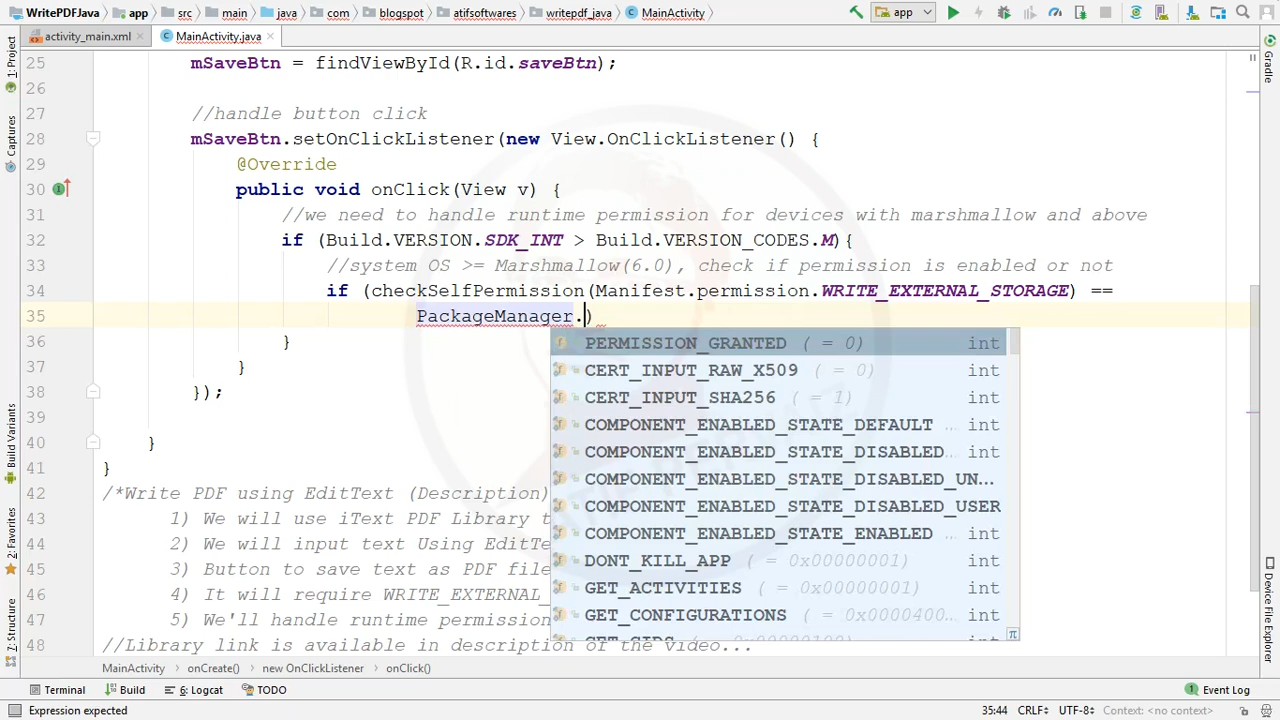 WritePDFJava app src main java com blogspot atifsoftwares writepdf_java MainActivity app
activity_main.xml MainActivity.java
1: Project
Captures
Build Variants
2: Favorites
7: Structure
Gradle
Device File Explorer
25 mSaveBtn = findViewById(R.id.saveBtn);
26
27 //handle button click
28 mSaveBtn.setOnClickListener(new View.OnClickListener() {
29 @Override
30 public void onClick(View v) {
31 //we need to handle runtime permission for devices with marshmallow and above
32 if (Build.VERSION.SDK_INT > Build.VERSION_CODES.M){
33 //system OS >= Marshmallow(6.0), check if permission is enabled or not
34 if (checkSelfPermission(Manifest.permission.WRITE_EXTERNAL_STORAGE) ==
35 PackageManager.)
36 }
37 }
38 });
39
40 }
41 }
42 /*Write PDF using EditText (Description)
43 1) We will use iText PDF Library t
44 2) We will input text Using EditTe
45 3) Button to save text as PDF file
46 4) It will require WRITE_EXTERNAL_
47 5) We'll handle runtime permission
48 //Library link is available in description of the video...
PERMISSION_GRANTED ( = 0) int
CERT_INPUT_RAW_X509 ( = 0) int
CERT_INPUT_SHA256 ( = 1) int
COMPONENT_ENABLED_STATE_DEFAULT ... int
COMPONENT_ENABLED_STATE_DISABLED ... int
COMPONENT_ENABLED_STATE_DISABLED_UN...
COMPONENT_ENABLED_STATE_DISABLED_USER
COMPONENT_ENABLED_STATE_ENABLED ... int
DONT_KILL_APP ( = 0x00000001) int
GET_ACTIVITIES ( = 0x00000001) int
GET_CONFIGURATIONS ( = 0x0000400... int
π
MainActivity onCreate() new OnClickListener onClick()
Terminal Build 6: Logcat TODO 1 Event Log
Expression expected 35:44 CRLF UTF-8 Context: <no context>